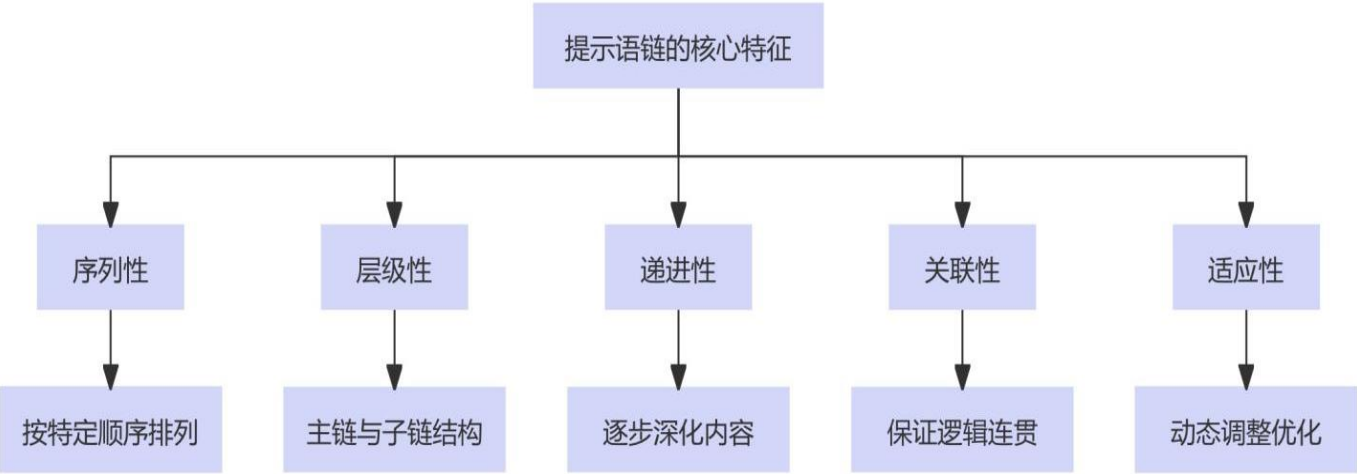 提示语链的核心特征
序列性
层级性
递进性
关联性
适应性
按特定顺序排列
主链与子链结构
逐步深化内容
保证逻辑连贯
动态调整优化